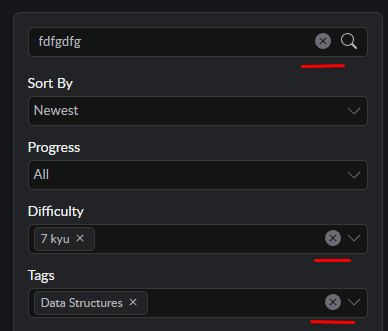 fdfgdfg
Sort By
Newest
Progress
All
Difficulty
7 kyu
Tags
Data Structures